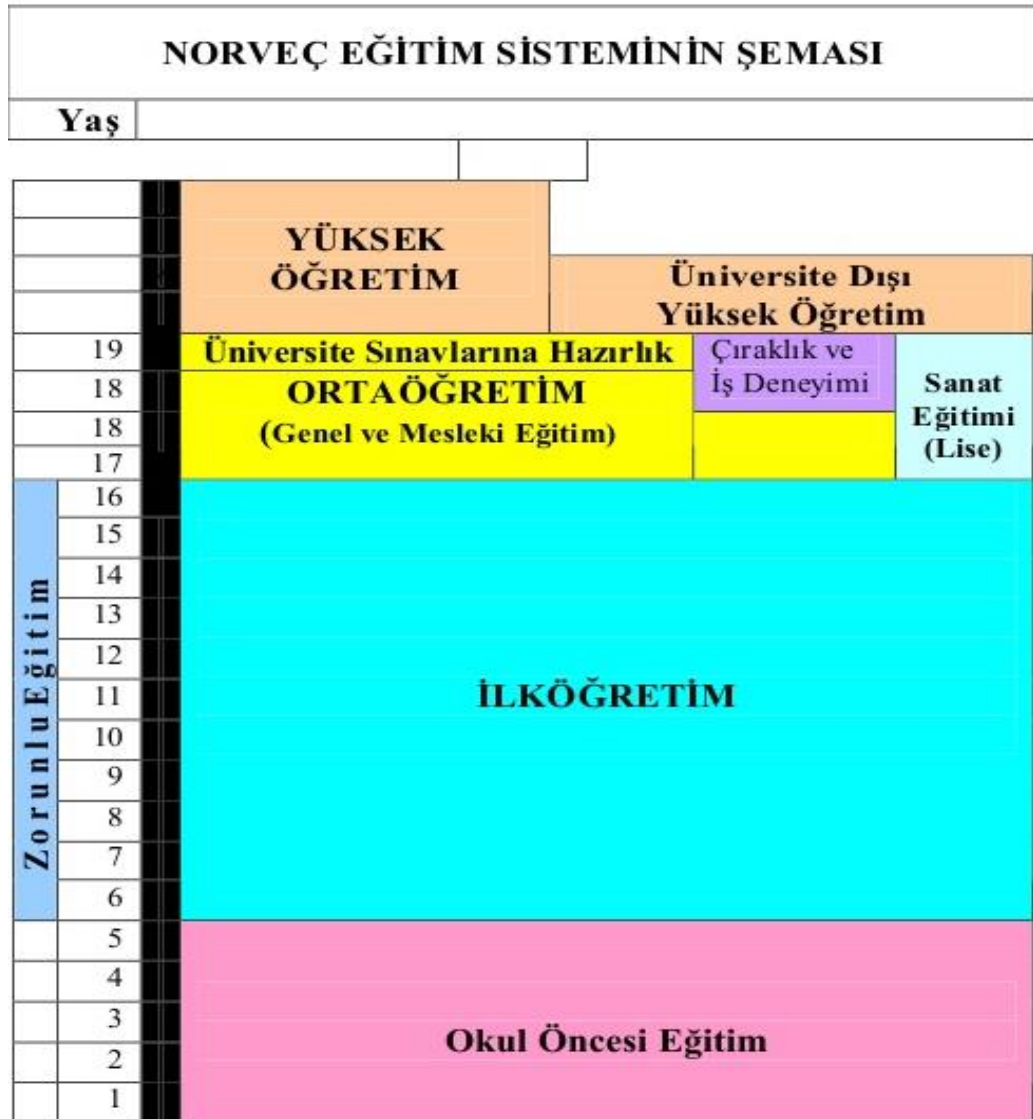 NORVEÇ EĞİTİM SİSTEMİNİN ŞEMASI
Yaş
YÜKSEK
ÖĞRETİM
Üniversite Dışı
Yüksek Öğretim
19
Üniversite Sınavlarına Hazırlık
Çıraklık ve
İş Deneyimi
18
ORTAÖĞRETİM
(Genel ve Mesleki Eğitim)
Sanat
Eğitimi
(Lise)
18
17
Zorunlu Eğitim
16
15
14
13
12
11
İLKÖĞRETİM
10
9
8
7
6
5
4
3
Okul Öncesi Eğitim
2
1